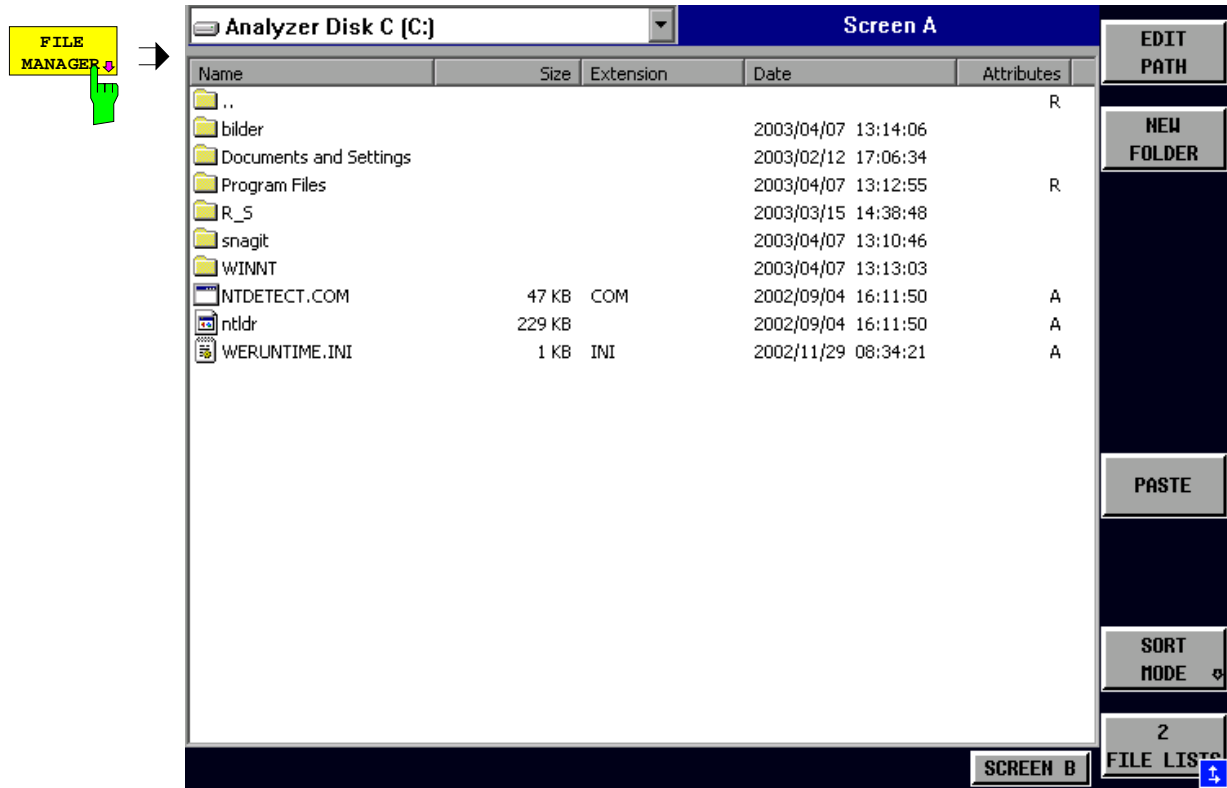 FILE
MANAGER
Analyzer Disk C (C:)
Screen A
Name Size Extension Date Attributes
.. R
bilder 2003/04/07 13:14:06
Documents and Settings 2003/02/12 17:06:34
Program Files 2003/04/07 13:12:55 R
R_S 2003/03/15 14:38:48
snagit 2003/04/07 13:10:46
WINNT 2003/04/07 13:13:03
NTDETECT.COM 47 KB COM 2002/09/04 16:11:50 A
ntldr 229 KB 2002/09/04 16:11:50 A
WERUNTIME.INI 1 KB INI 2002/11/29 08:34:21 A
EDIT
PATH
NEW
FOLDER
PASTE
SORT
MODE
2
FILE LISTS
SCREEN B